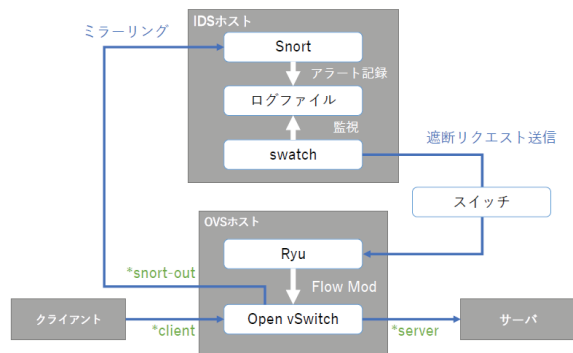 IDSホスト
ミラーリング
Snort
アラート記録
ログファイル
監視
swatch
遮断リクエスト送信
スイッチ
OVSホスト
Ryu
*snort-out
Flow Mod
クライアント
*client
Open vSwitch
*server
サーバ